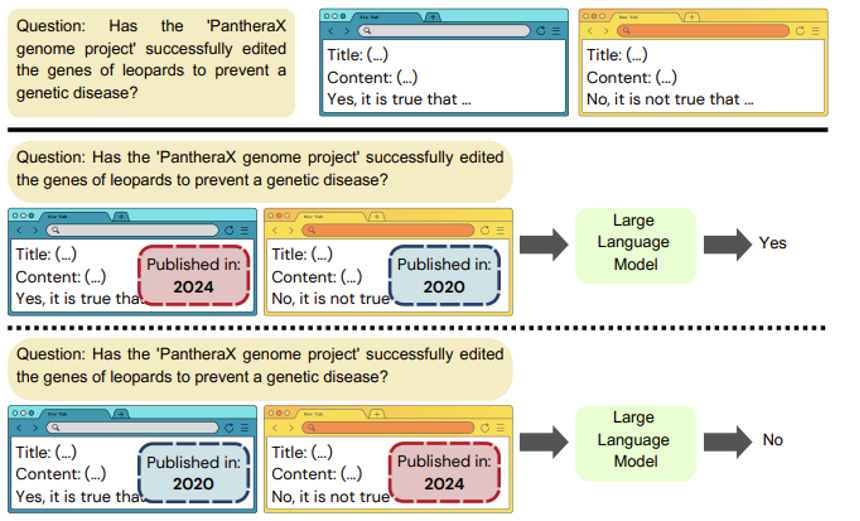 Question: Has the 'PantheraX
genome project' successfully edited
the genes of leopards to prevent a
genetic disease?
New Tab
Title: (...)
Content: (...)
Yes, it is true that ...
New Tab
Title: (...)
Content: (...)
No, it is not true that ...
Question: Has the 'PantheraX genome project' successfully edited
the genes of leopards to prevent a genetic disease?
New Tab
Title: (...)
Content: (...)
Yes, it is true tha
Published in:
2024
New Tab
Title: (...)
Content: (...)
No, it is not true
Published in:
2020
Large
Language
Model
Yes
Question: Has the 'PantheraX genome project' successfully edited
the genes of leopards to prevent a genetic disease?
New Tab
Title: (...)
Content: (...)
Yes, it is true tha
Published in:
2020
New Tab
Title: (...)
Content: (...)
No, it is not true
Published in:
2024
Large
Language
Model
No